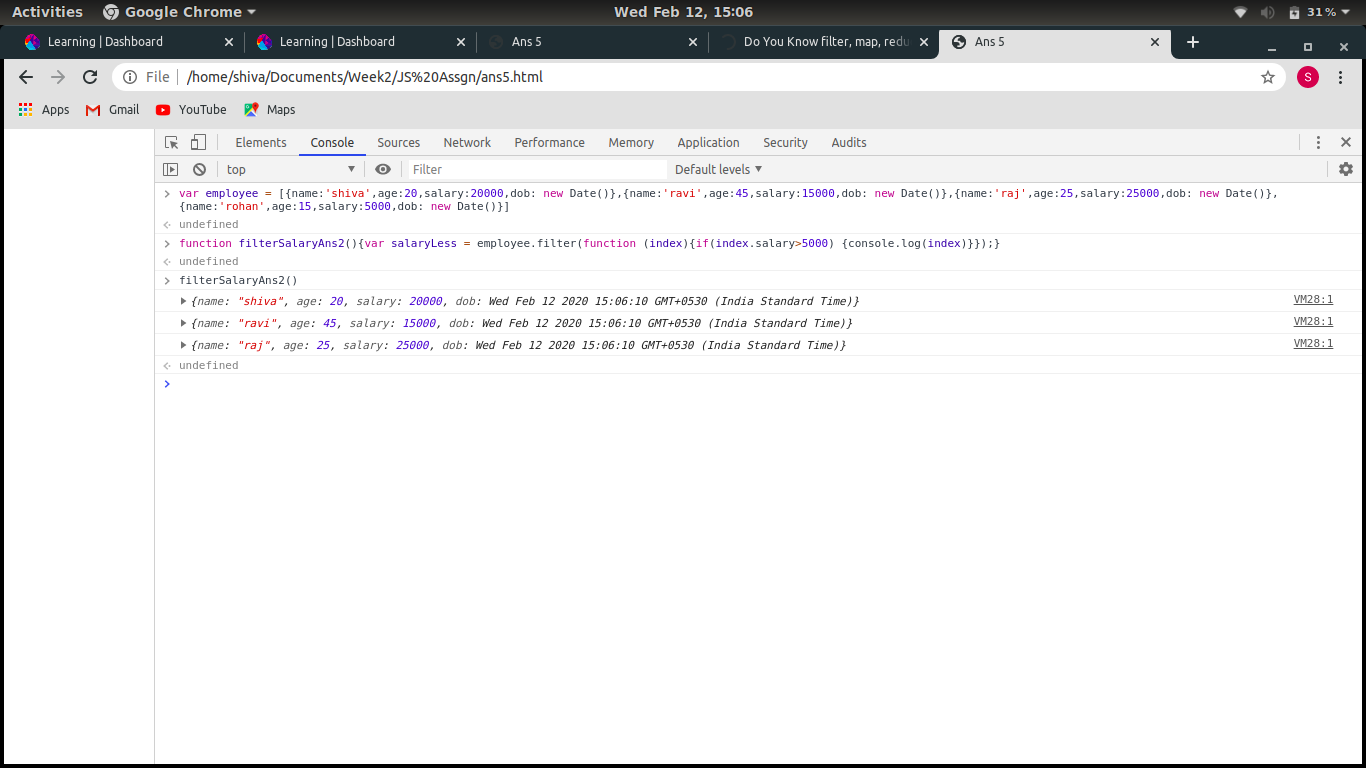 Activities Google Chrome Wed Feb 12, 15:06 31%
Learning | Dashboard Learning | Dashboard Ans 5 Do You Know filter, map, redu Ans 5
File /home/shiva/Documents/Week2/JS%20Assgn/ans5.html S
Apps Gmail YouTube Maps
Elements Console Sources Network Performance Memory Application Security Audits
top Filter Default levels
var employee = [{name:'shiva',age:20,salary:20000,dob: new Date()},{name:'ravi',age:45,salary:15000,dob: new Date()},{name:'raj',age:25,salary:25000,dob: new Date()},
{name:'rohan',age:15,salary:5000,dob: new Date()}]
undefined
function filterSalaryAns2(){var salaryLess = employee.filter(function (index){if(index.salary>5000) {console.log(index)}});}
undefined
filterSalaryAns2()
{name: "shiva", age: 20, salary: 20000, dob: Wed Feb 12 2020 15:06:10 GMT+0530 (India Standard Time)} VM28:1
{name: "ravi", age: 45, salary: 15000, dob: Wed Feb 12 2020 15:06:10 GMT+0530 (India Standard Time)} VM28:1
{name: "raj", age: 25, salary: 25000, dob: Wed Feb 12 2020 15:06:10 GMT+0530 (India Standard Time)} VM28:1
undefined